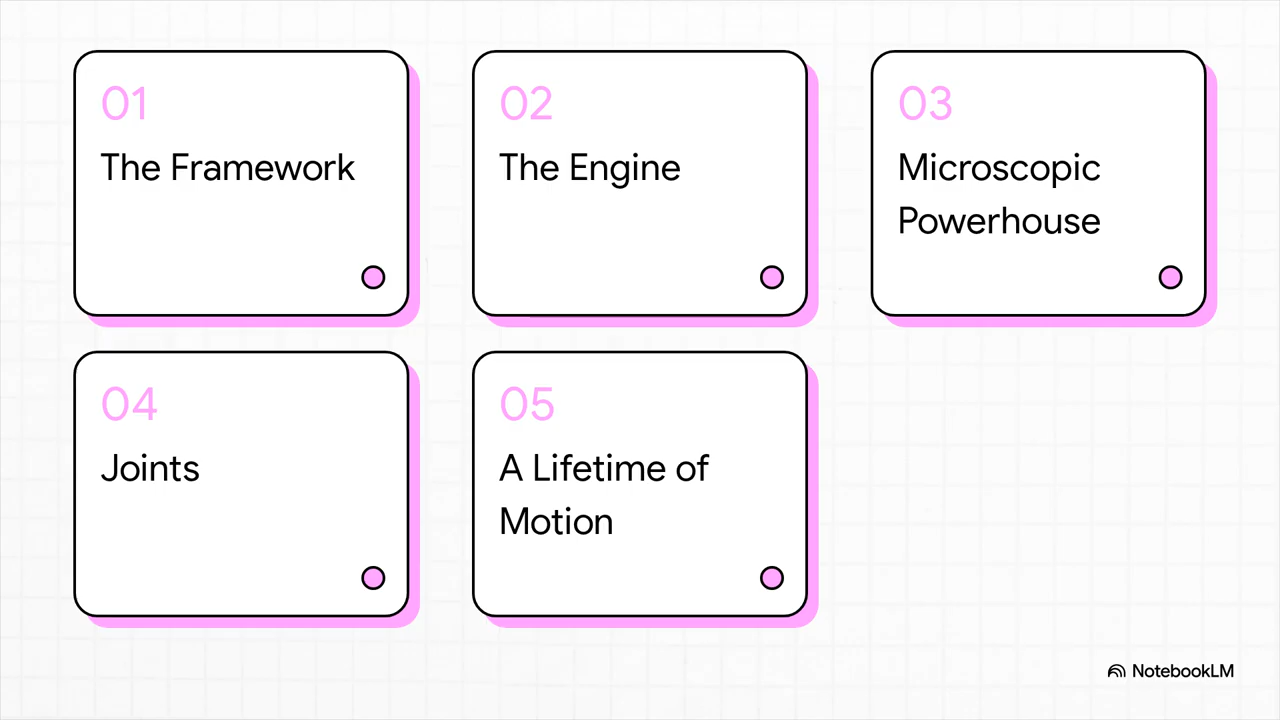 01
The Framework
02
The Engine
03
Microscopic
Powerhouse
04
Joints
05
A Lifetime of
Motion
NotebookLM